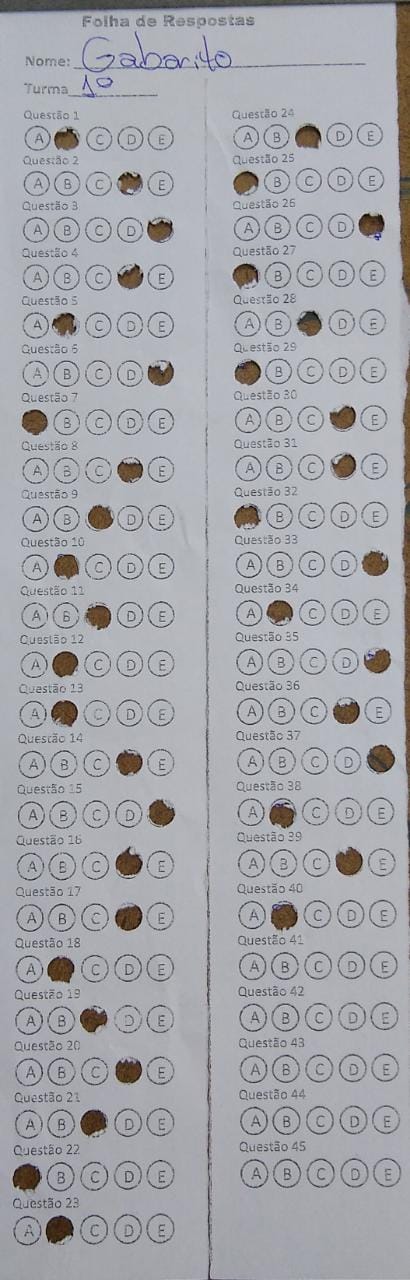 Folha de Respostas
Nome: Gabarito
Turma 1º
Questão 1
A C D E
Questão 2
A B C E
Questão 3
A B C D
Questão 4
A B C E
Questão 5
A C D E
Questão 6
A B C D
Questão 7
B C D E
Questão 8
A B C E
Questão 9
A B D E
Questão 10
A C D E
Questão 11
A B D E
Questão 12
A C D E
Questão 13
A C D E
Questão 14
A B C E
Questão 15
A B C D
Questão 16
A B C E
Questão 17
A B C E
Questão 18
A C D E
Questão 19
A B D E
Questão 20
A B C E
Questão 21
A B D E
Questão 22
B C D E
Questão 23
A C D E
Questão 24
A B D E
Questão 25
B C D E
Questão 26
A B C D
Questão 27
B C D E
Questão 28
A B D E
Questão 29
B C D E
Questão 30
A B C E
Questão 31
A B C E
Questão 32
B C D E
Questão 33
A B C D
Questão 34
A C D E
Questão 35
A B C D
Questão 36
A B C E
Questão 37
A B C D
Questão 38
A C D E
Questão 39
A B C E
Questão 40
A C D E
Questão 41
A B C D E
Questão 42
A B C D E
Questão 43
A B C D E
Questão 44
A B C D E
Questão 45
A B C D E